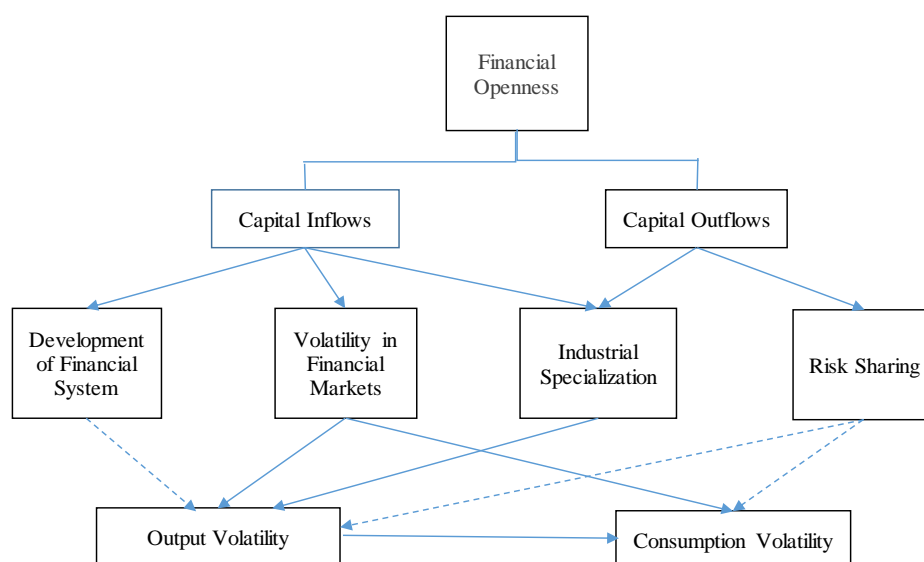 Financial
Openness
Capital Inflows
Capital Outflows
Development
of Financial
System
Volatility in
Financial
Markets
Industrial
Specialization
Risk Sharing
Output Volatility
Consumption Volatility